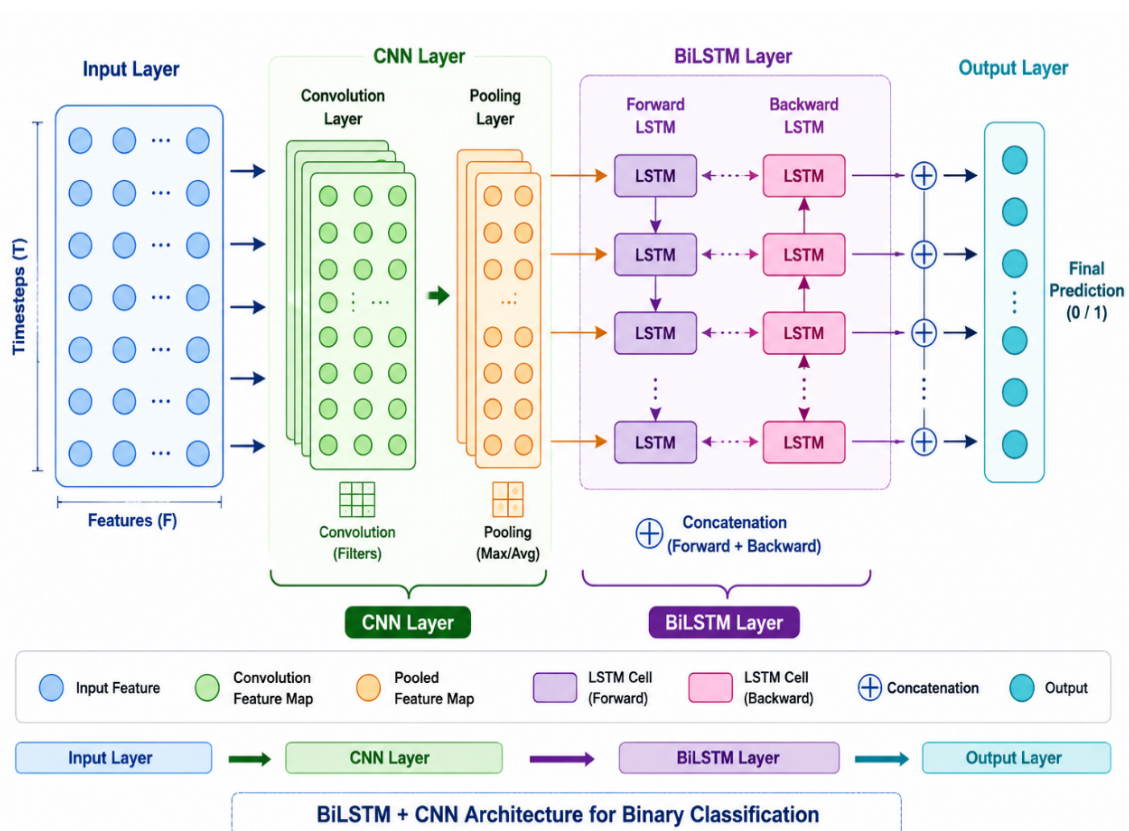 Input Layer
CNN Layer
BiLSTM Layer
Output Layer
Convolution
Layer
Pooling
Layer
Forward
LSTM
Backward
LSTM
Timesteps (T)
LSTM
LSTM
LSTM
LSTM
LSTM
LSTM
LSTM
LSTM
Final
Prediction
(0 / 1)
Features (F)
Convolution
(Filters)
Pooling
(Max/Avg)
Concatenation
(Forward + Backward)
CNN Layer
BiLSTM Layer
Input Feature
Convolution
Feature Map
Pooled
Feature Map
LSTM Cell
(Forward)
LSTM Cell
(Backward)
Concatenation
Output
Input Layer
CNN Layer
BiLSTM Layer
Output Layer
BiLSTM + CNN Architecture for Binary Classification